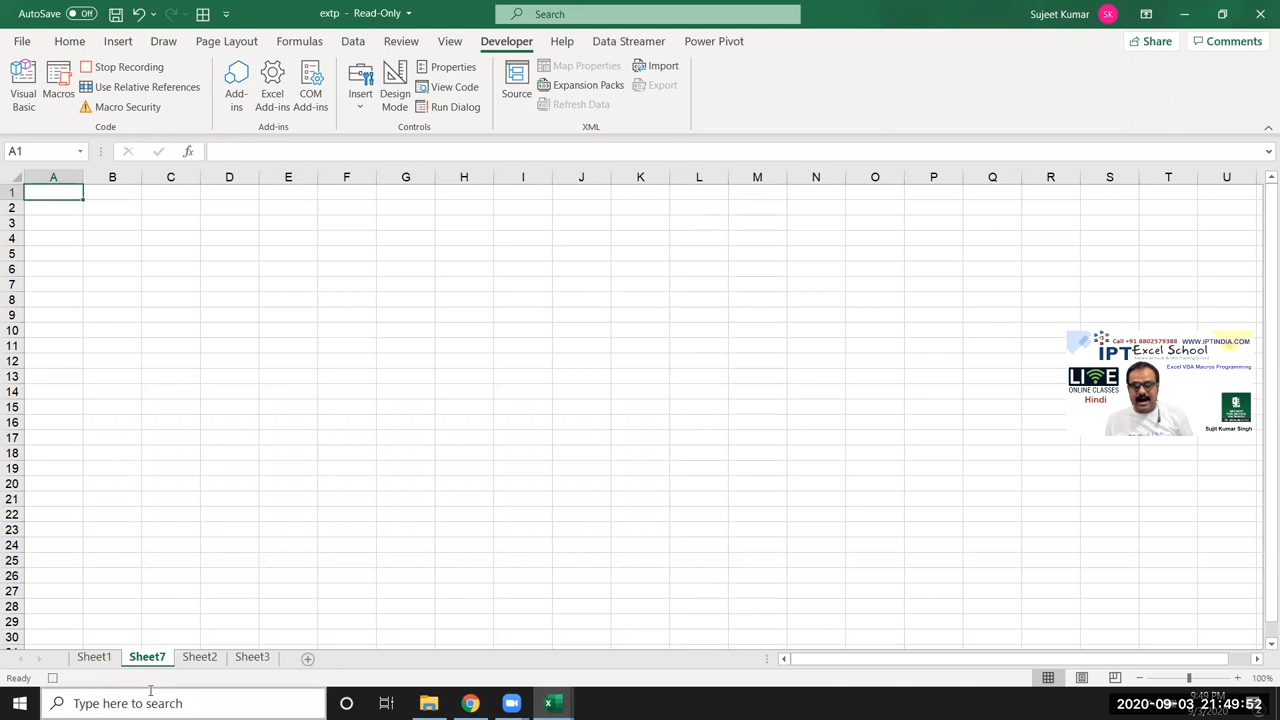 AutoSave Off extp - Read-Only Search Sujeet Kumar SK
File Home Insert Draw Page Layout Formulas Data Review View Developer Help Data Streamer Power Pivot Share Comments
Visual Basic
Macros
Stop Recording
Use Relative References
Macro Security
Code
Add-ins
Excel Add-ins
COM Add-ins
Add-ins
Insert
Design Mode
Properties
View Code
Run Dialog
Controls
Source
Map Properties
Expansion Packs
Refresh Data
Import
Export
XML
A1 fx
A B C D E F G H I J K L M N O P Q R S T U
1
2
3
4
5
6
7
8
9
10
11
12
13
14
15
16
17
18
19
20
21
22
23
24
25
26
27
28
29
30
Call +91 8802579388 WWW.IPTINDIA.COM
IPT Excel School
Excel VBA Macros Programming
LIVE
ONLINE CLASSES
Hindi
Sujit Kumar Singh
Sheet1 Sheet7 Sheet2 Sheet3
Ready 100%
Type here to search
9:49 PM
2020-09-03 21:49:52
9/3/2020